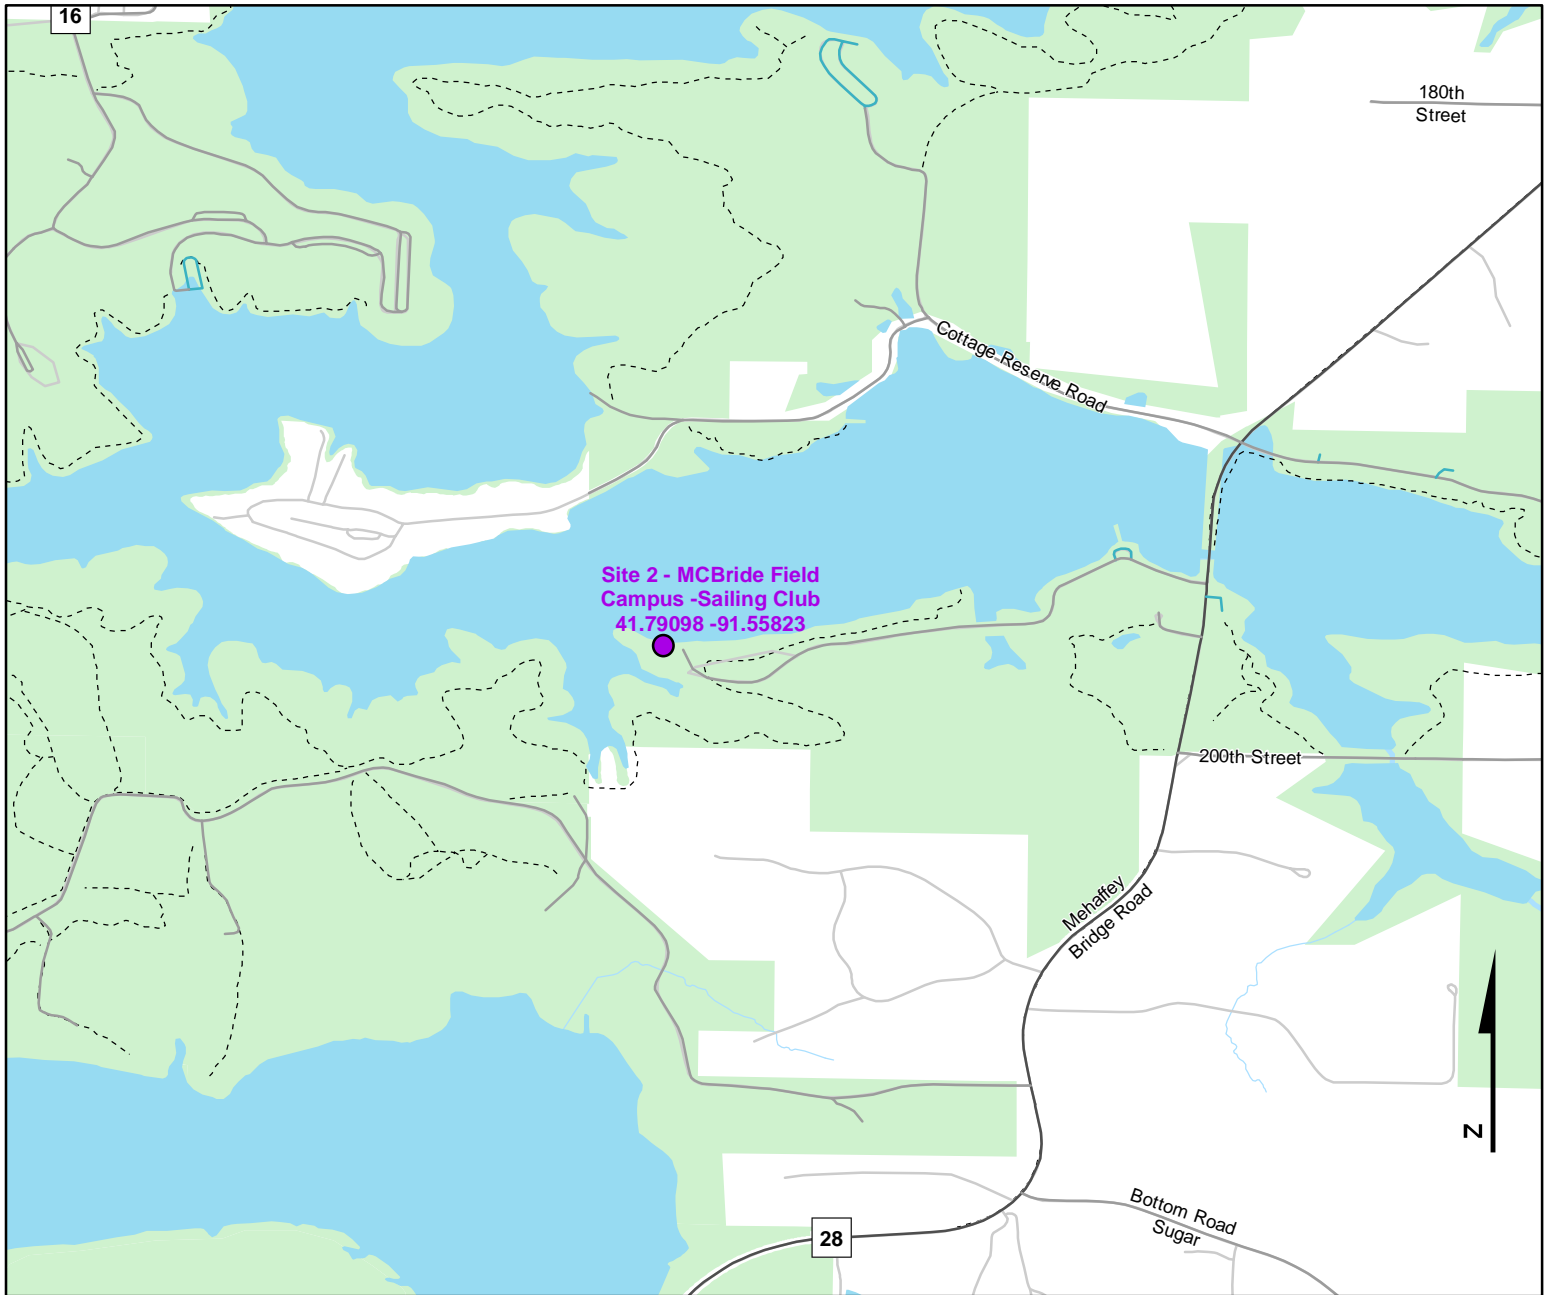 16
180th
Street
Cottage Reserve Road
Site 2 - MCBride Field
Campus -Sailing Club
41.79098 -91.55823
200th Street
Mehaffey
Bridge Road
N
Bottom Road
Sugar
28